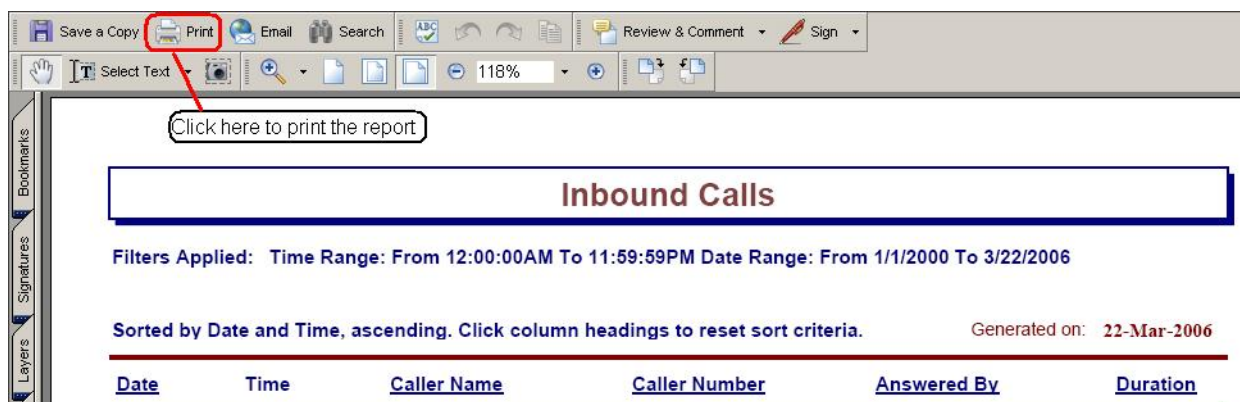 Save a Copy Print Email Search ABC Review & Comment Sign
T Select Text 118%
Click here to print the report
Bookmarks
Signatures
Layers
Inbound Calls
Filters Applied: Time Range: From 12:00:00AM To 11:59:59PM Date Range: From 1/1/2000 To 3/22/2006
Sorted by Date and Time, ascending. Click column headings to reset sort criteria. Generated on: 22-Mar-2006
Date Time Caller Name Caller Number Answered By Duration